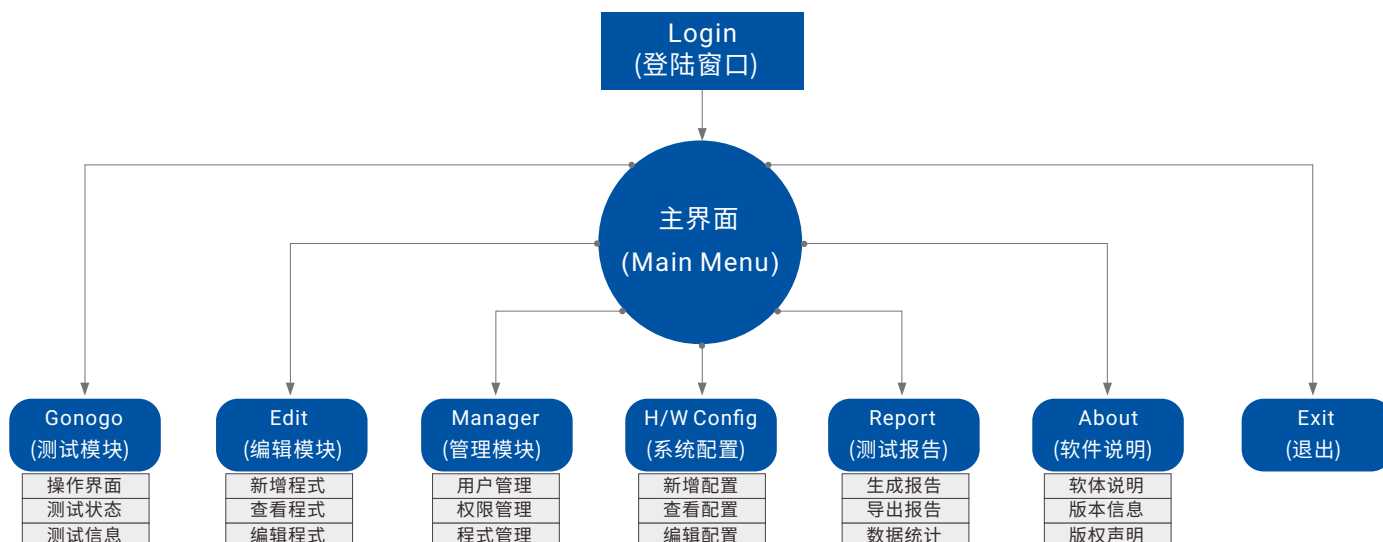 Login
(登陆窗口)
主界面
(Main Menu)
Gonogo
(测试模块)
操作界面
测试状态
测试信息
Edit
(编辑模块)
新增程式
查看程式
编辑程式
Manager
(管理模块)
用户管理
权限管理
程式管理
H/W Config
(系统配置)
新增配置
查看配置
编辑配置
Report
(测试报告)
生成报告
导出报告
数据统计
About
(软件说明)
软体说明
版本信息
版权声明
Exit
(退出)